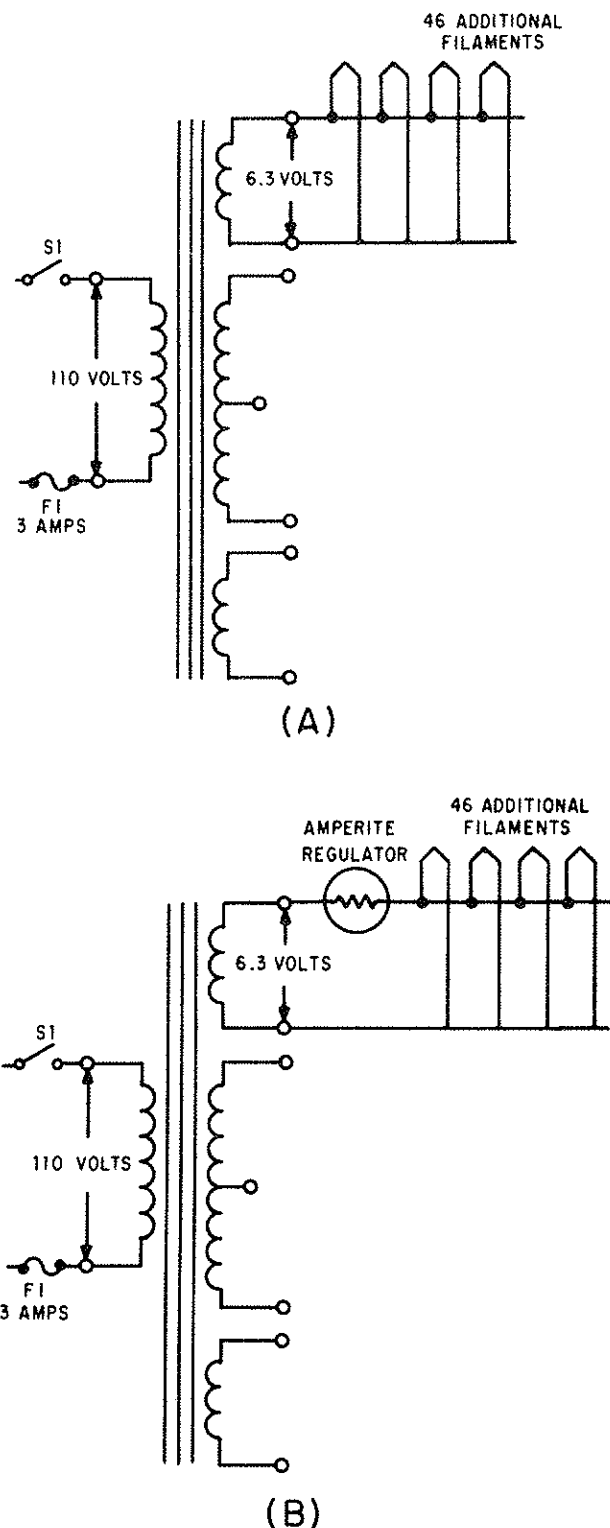 46 ADDITIONAL
FILAMENTS
6.3 VOLTS
S1
110 VOLTS
F1
3 AMPS
(A)
AMPERITE
REGULATOR
46 ADDITIONAL
FILAMENTS
6.3 VOLTS
S1
110 VOLTS
F1
3 AMPS
(B)